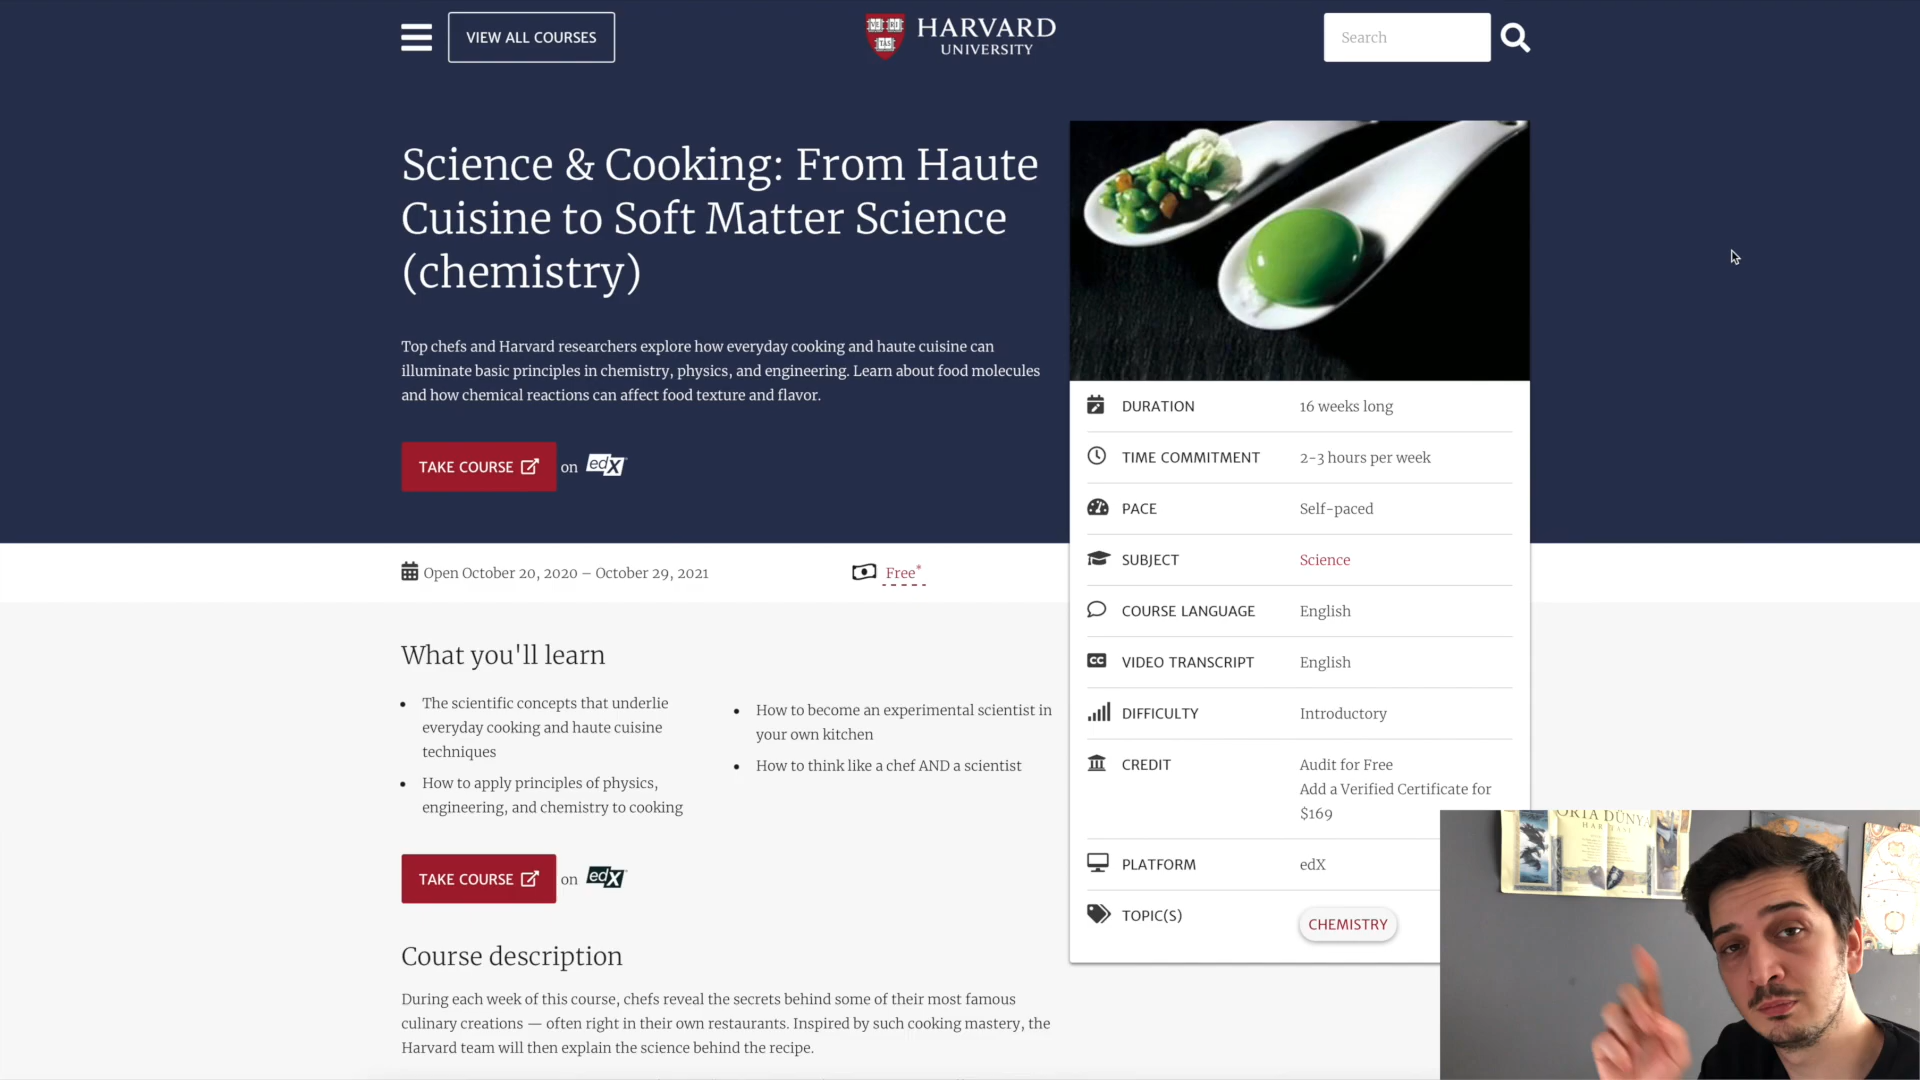 VIEW ALL COURSES
HARVARD
UNIVERSITY
Search
Science & Cooking: From Haute
Cuisine to Soft Matter Science
(chemistry)
Top chefs and Harvard researchers explore how everyday cooking and haute cuisine can
illuminate basic principles in chemistry, physics, and engineering. Learn about food molecules
and how chemical reactions can affect food texture and flavor.
TAKE COURSE on edX
Open October 20, 2020 – October 29, 2021
Free*
What you'll learn
The scientific concepts that underlie
everyday cooking and haute cuisine
techniques
How to apply principles of physics,
engineering, and chemistry to cooking
How to become an experimental scientist in
your own kitchen
How to think like a chef AND a scientist
TAKE COURSE on edX
Course description
During each week of this course, chefs reveal the secrets behind some of their most famous
culinary creations — often right in their own restaurants. Inspired by such cooking mastery, the
Harvard team will then explain the science behind the recipe.
DURATION 16 weeks long
TIME COMMITMENT 2-3 hours per week
PACE Self-paced
SUBJECT Science
COURSE LANGUAGE English
CC VIDEO TRANSCRIPT English
DIFFICULTY Introductory
CREDIT Audit for Free
Add a Verified Certificate for
$169
PLATFORM edX
TOPIC(S) CHEMISTRY
ORTA DÜNYA
HARİTASI